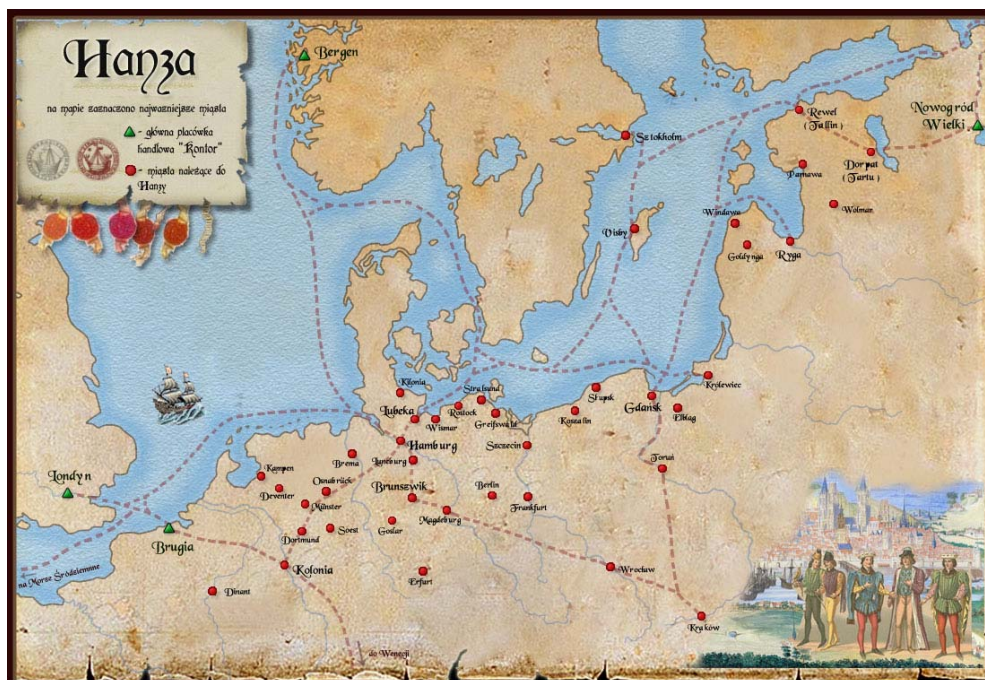 Hanza
na mapie zaznaczono najważniejsze miasta
- główna placówka
handlowa "Kontor"
- miasta należące do
Hanzy
Bergen
Sztokholm
Rewel
(Tallin)
Nowogród
Wielki
Dorpat
(Tartu)
Parnawa
Wolmar
Windawa
Visby
Goldynga
Ryga
Kilonia
Stralsund
Słupsk
Królewiec
Lubeka
Rostock
Wismar
Greifswald
Koszalin
Gdańsk
Elbląg
Hamburg
Szczecin
Brema
Luneburg
Toruń
Londyn
Kampen
Osnabrück
Deventer
Brunszwik
Berlin
Münster
Frankfurt
Magdeburg
Goslar
Soest
Dortmund
Brugia
Kolonia
Erfurt
Wrocław
na Morze Śródziemne
Dinant
Kraków
do Wenecji